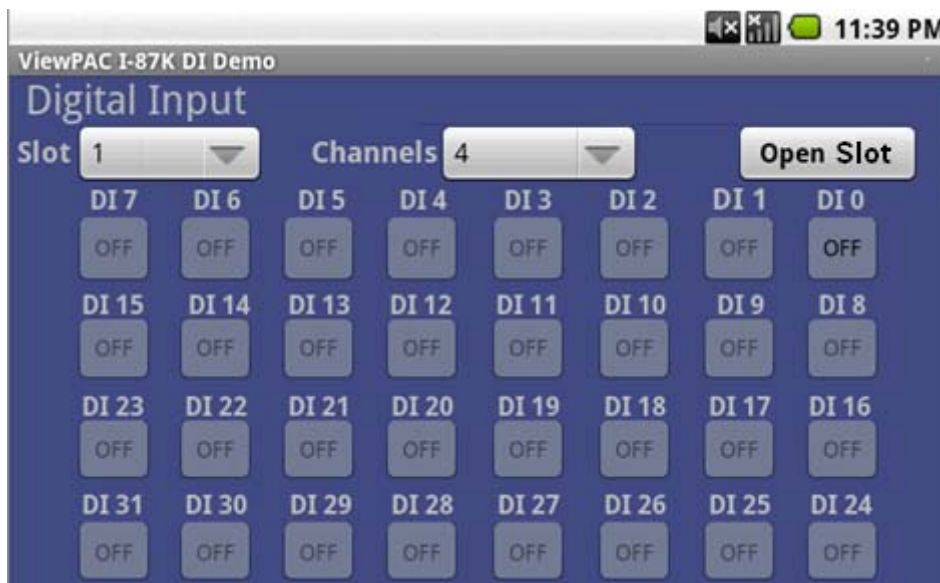 11:39 PM
ViewPAC I-87K DI Demo
Digital Input
Slot 1 Channels 4 Open Slot
DI 7 DI 6 DI 5 DI 4 DI 3 DI 2 DI 1 DI 0
OFF OFF OFF OFF OFF OFF OFF OFF
DI 15 DI 14 DI 13 DI 12 DI 11 DI 10 DI 9 DI 8
OFF OFF OFF OFF OFF OFF OFF OFF
DI 23 DI 22 DI 21 DI 20 DI 19 DI 18 DI 17 DI 16
OFF OFF OFF OFF OFF OFF OFF OFF
DI 31 DI 30 DI 29 DI 28 DI 27 DI 26 DI 25 DI 24
OFF OFF OFF OFF OFF OFF OFF OFF